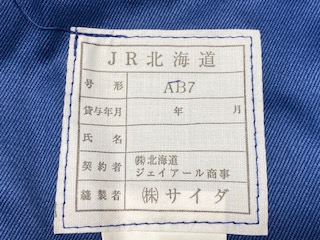 JR北海道
号形 AB7
貸与年月 年 月
氏名
契約者 ㈱北海道
ジェイアール商事
縫製者 ㈱サイダ